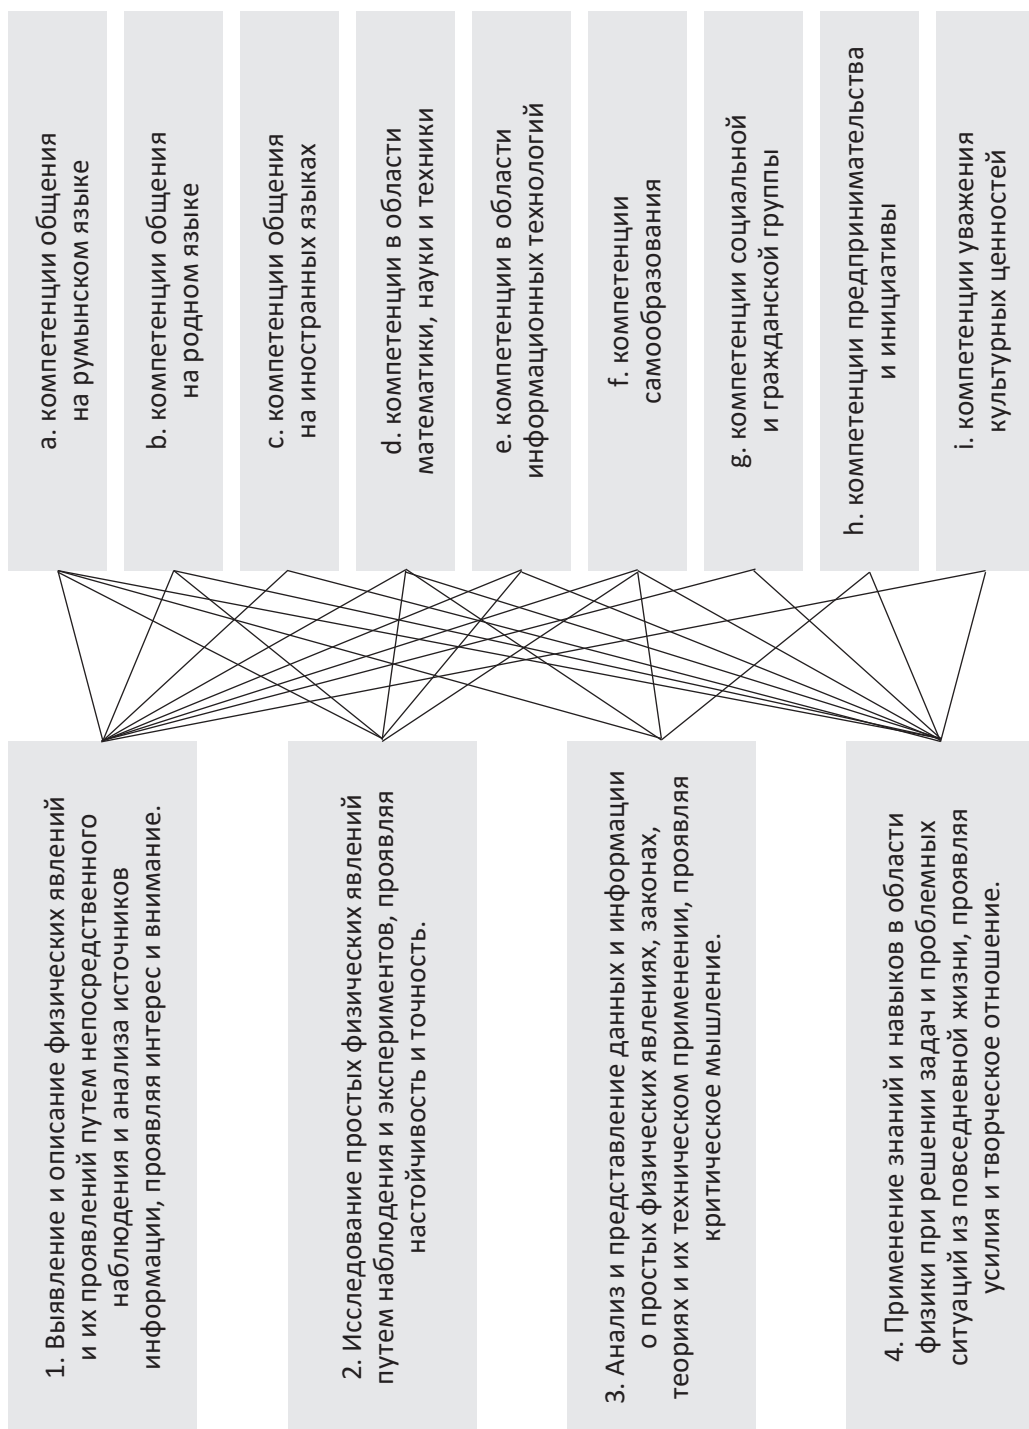 a. компетенции общения
на румынском языке
b. компетенции общения
на родном языке
c. компетенции общения
на иностранных языках
d. компетенции в области
математики, науки и техники
e. компетенции в области
информационных технологий
f. компетенции
самообразования
g. компетенции социальной
и гражданской группы
h. компетенции предпринимательства
и инициативы
i. компетенции уважения
культурных ценностей
1. Выявление и описание физических явлений
и их проявлений путем непосредственного
наблюдения и анализа источников
информации, проявляя интерес и внимание.
2. Исследование простых физических явлений
путем наблюдения и экспериментов, проявляя
настойчивость и точность.
3. Анализ и представление данных и информации
о простых физических явлениях, законах,
теориях и их техническом применении, проявляя
критическое мышление.
4. Применение знаний и навыков в области
физики при решении задач и проблемных
ситуаций из повседневной жизни, проявляя
усилия и творческое отношение.